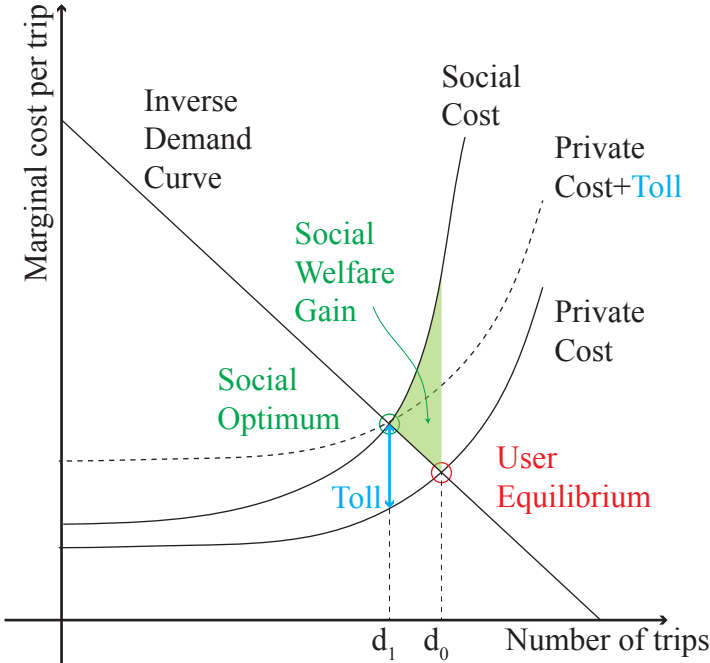 Marginal cost per trip
Inverse
Demand
Curve
Social
Cost
Private
Cost+Toll
Social
Welfare
Gain
Private
Cost
Social
Optimum
User
Equilibrium
Toll
d1
d0
Number of trips